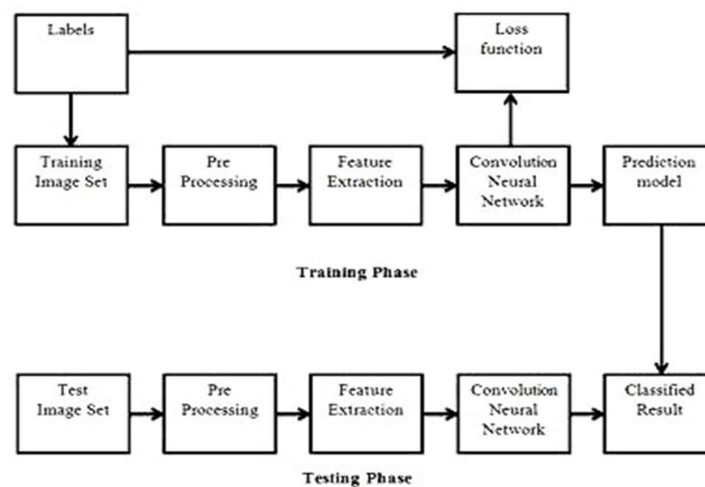 Labels
Loss
function
Training
Image Set
Pre
Processing
Feature
Extraction
Convolution
Neural
Network
Prediction
model
Training Phase
Test
Image Set
Pre
Processing
Feature
Extraction
Convolution
Neural
Network
Classified
Result
Testing Phase